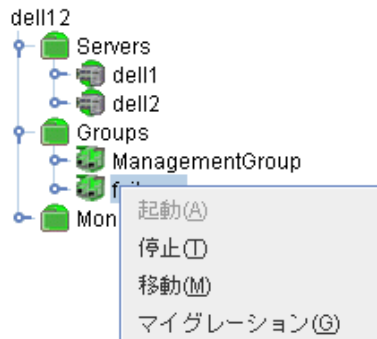 dell12
Servers
dell1
dell2
Groups
ManagementGroup
Mon
起動(A)
停止(T)
移動(M)
マイグレーション(G)